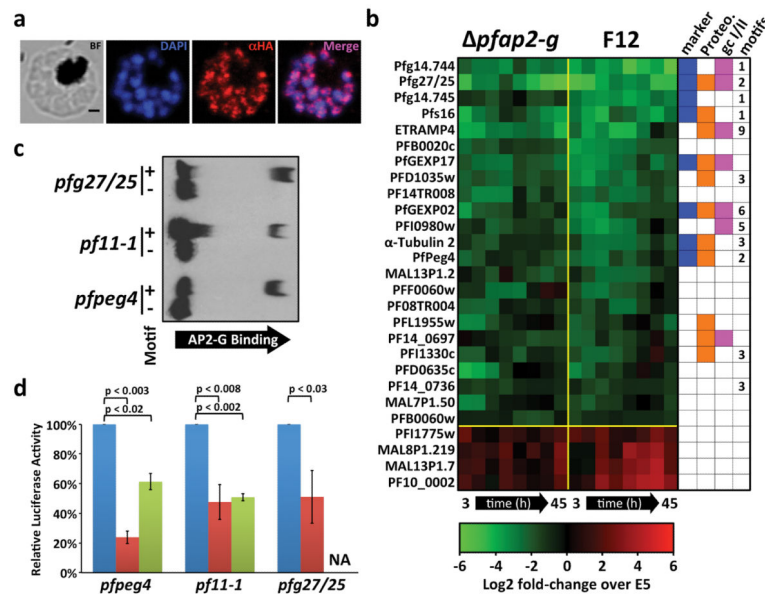 a
BF
DAPI
αHA
Merge
b
Δpfap2-g
F12
marker
Proteo.
gc I/II
motifs
Pfg14.744 1
Pfg27/25 2
Pfg14.745 1
Pfs16 1
ETRAMP4 9
PFB0020c
PfGEXP17
PFD1035w 3
PF14TR008
PfGEXP02 6
PFI0980w 5
α-Tubulin 2 3
PfPeg4 2
MAL13P1.2
PFF0060w
PF08TR004
PFL1955w
PF14_0697
PFI1330c 3
PFD0635c
PF14_0736 3
MAL7P1.50
PFB0060w
PFI1775w
MAL8P1.219
MAL13P1.7
PF10_0002
3 time (h) 45 3 time (h) 45
-6 -4 -2 0 2 4 6
Log2 fold-change over E5
c
pfg27/25 + -
pf11-1 + -
pfpeg4 + -
Motif
AP2-G Binding
d
p < 0.003
p < 0.02
p < 0.008
p < 0.002
p < 0.03
Relative Luciferase Activity
100%
80%
60%
40%
20%
0%
NA
pfpeg4 pf11-1 pfg27/25